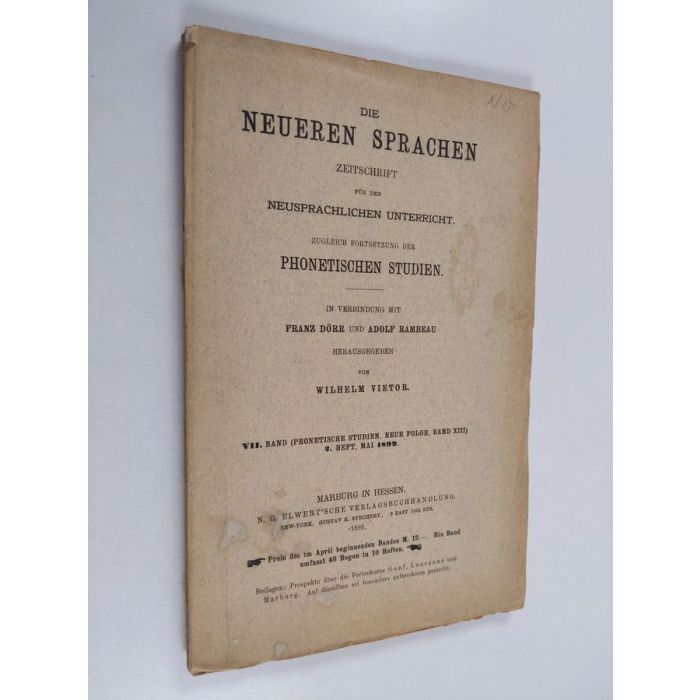 DIE
NEUEREN SPRACHEN
ZEITSCHRIFT
FÜR DEN
NEUSPRACHLICHEN UNTERRICHT.
ZUGLEICH FORTSETZUNG DER
PHONETISCHEN STUDIEN.
IN VERBINDUNG MIT
FRANZ DÖRR UND ADOLF RAMBEAU
HERAUSGEGEBEN
VON
WILHELM VIETOR.
VII. BAND (PHONETISCHE STUDIEN, NEUE FOLGE, BAND XIII)
2. HEFT, MAI 1899.
MARBURG IN HESSEN.
N. G. ELWERT'SCHE VERLAGSBUCHHANDLUNG.
NEW-YORK. GUSTAV E. STECHERT. 9 EAST 16th STR.
1899.
Preis des im April beginnenden Bandes M. 12.—. Ein Band
umfasst 40 Bogen in 10 Heften.
Beilagen: Prospekte über die Ferienkurse Genf, Lausanne und
Marburg. Auf dieselben sei besonders aufmerksam gemacht.